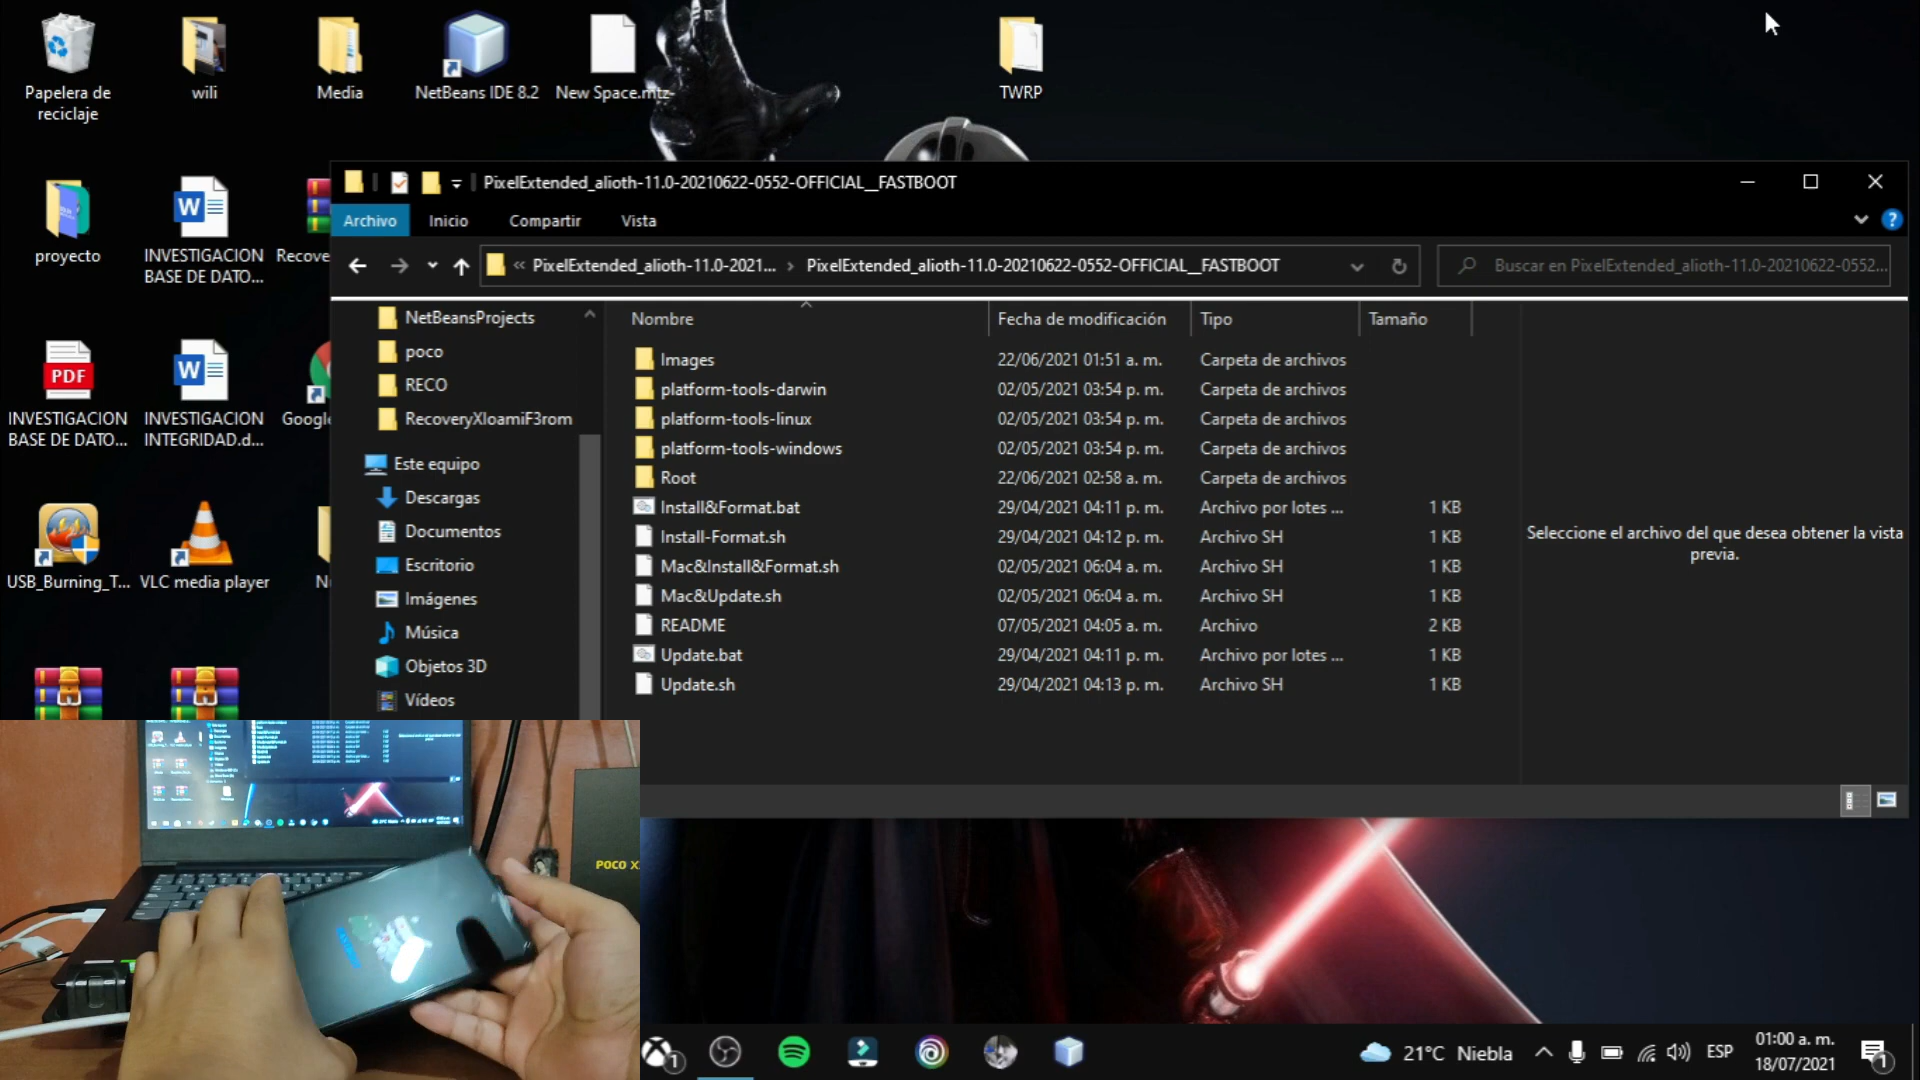 Papelera de
reciclaje
wili
Media
NetBeans IDE 8.2
New Space.mtz
TWRP
proyecto
INVESTIGACION
BASE DE DATO...
Recove
PDF
INVESTIGACION
BASE DE DATO...
INVESTIGACION
INTEGRIDAD.d...
Google
USB_Burning_T...
VLC media player
PixelExtended_alioth-11.0-20210622-0552-OFFICIAL__FASTBOOT
Archivo
Inicio
Compartir
Vista
« PixelExtended_alioth-11.0-2021... › PixelExtended_alioth-11.0-20210622-0552-OFFICIAL__FASTBOOT
Buscar en PixelExtended_alioth-11.0-20210622-0552...
NetBeansProjects
poco
RECO
RecoveryXIoamiF3rom
Este equipo
Descargas
Documentos
Escritorio
Imágenes
Música
Objetos 3D
Vídeos
Nombre Fecha de modificación Tipo Tamaño
Images 22/06/2021 01:51 a. m. Carpeta de archivos
platform-tools-darwin 02/05/2021 03:54 p. m. Carpeta de archivos
platform-tools-linux 02/05/2021 03:54 p. m. Carpeta de archivos
platform-tools-windows 02/05/2021 03:54 p. m. Carpeta de archivos
Root 22/06/2021 02:58 a. m. Carpeta de archivos
Install&Format.bat 29/04/2021 04:11 p. m. Archivo por lotes ... 1 KB
Install-Format.sh 29/04/2021 04:12 p. m. Archivo SH 1 KB
Mac&Install&Format.sh 02/05/2021 06:04 a. m. Archivo SH 1 KB
Mac&Update.sh 02/05/2021 06:04 a. m. Archivo SH 1 KB
README 07/05/2021 04:05 a. m. Archivo 2 KB
Update.bat 29/04/2021 04:11 p. m. Archivo por lotes ... 1 KB
Update.sh 29/04/2021 04:13 p. m. Archivo SH 1 KB
Seleccione el archivo del que desea obtener la vista
previa.
POCO X
21°C Niebla
ESP
01:00 a. m.
18/07/2021